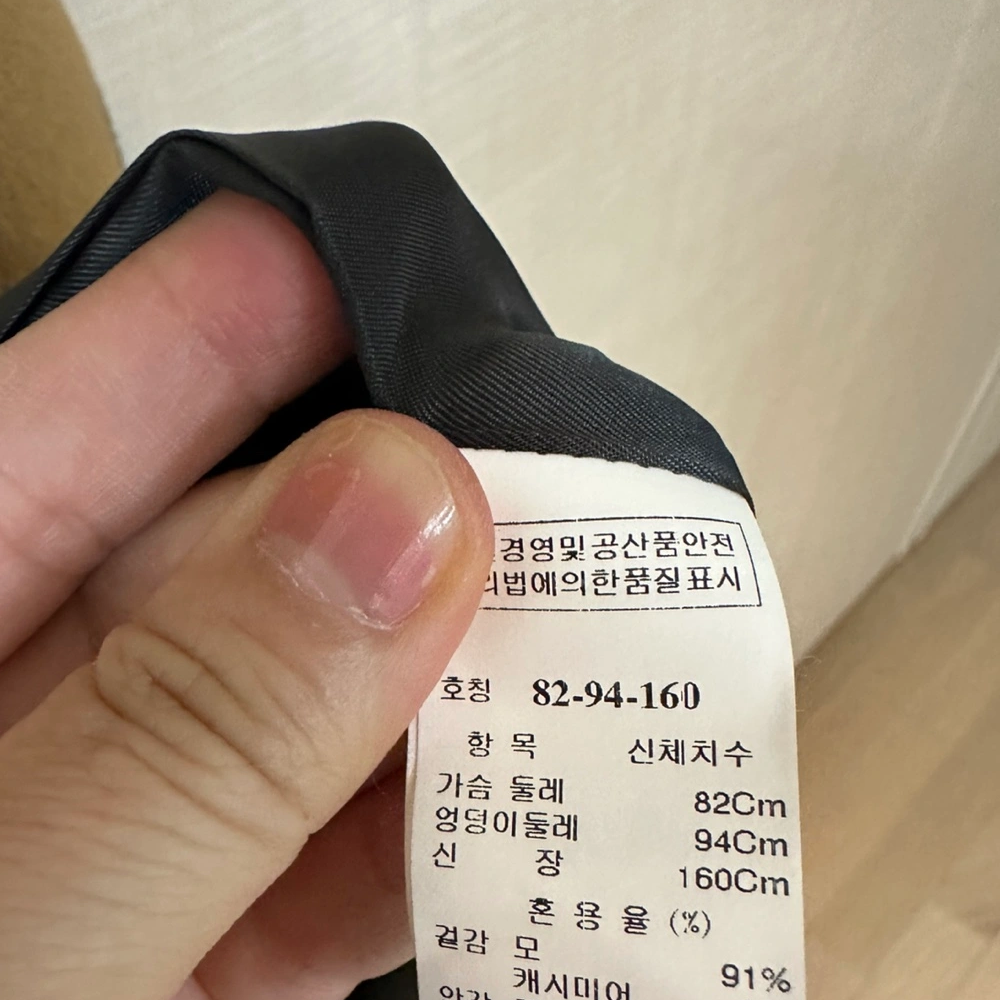 경영및공산품안전
법에의한품질표시
호칭 82-94-160
항 목 신체치수
가슴 둘레 82Cm
엉덩이둘레 94Cm
신 장 160Cm
혼 용 율 (%)
겉감 모 91%
캐시미어